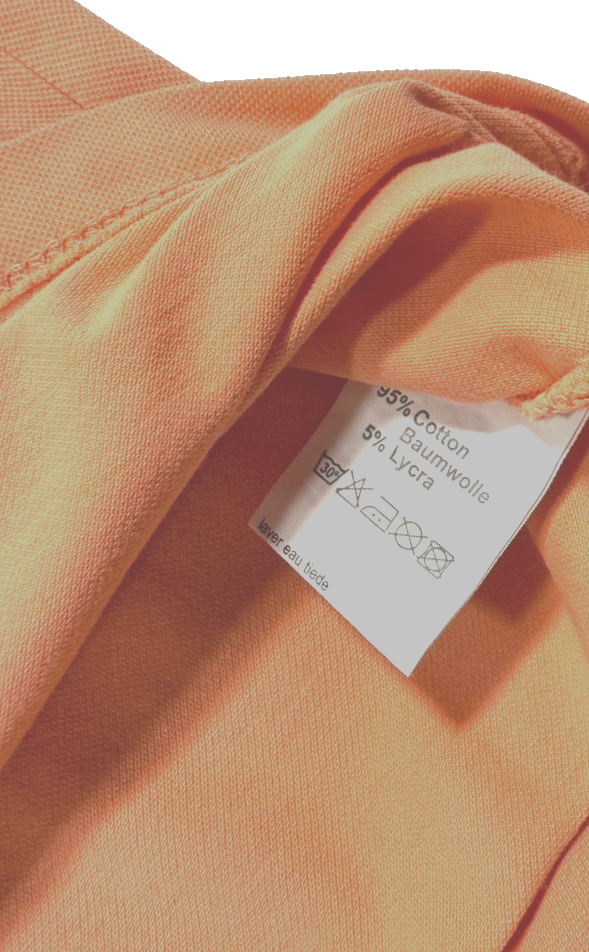 95% Cotton
Baumwolle
5% Lycra
30°
laver eau tiede